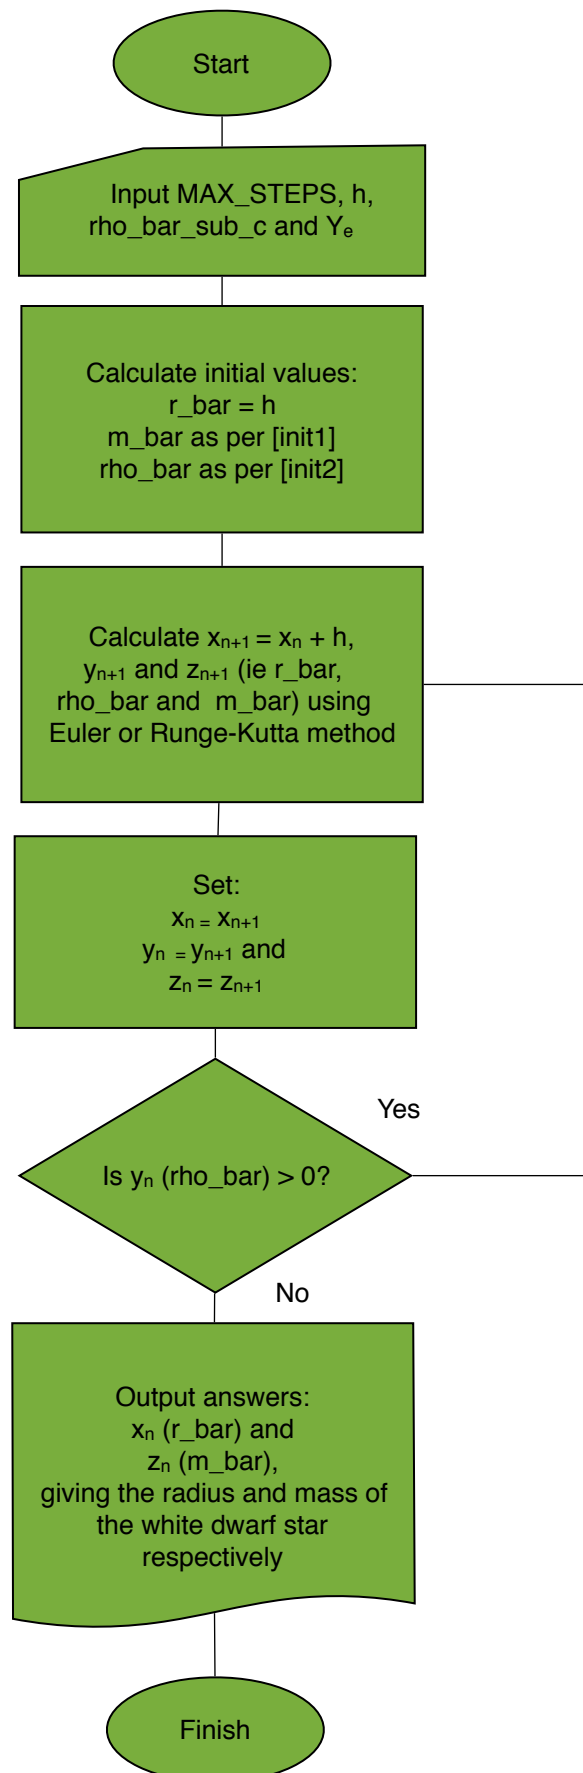 Start
Input MAX_STEPS, h,
rho_bar_sub_c and Yₑ
Calculate initial values:
r_bar = h
m_bar as per [init1]
rho_bar as per [init2]
Calculate xₙ₊₁ = xₙ + h,
yₙ₊₁ and zₙ₊₁ (ie r_bar,
rho_bar and m_bar) using
Euler or Runge-Kutta method
Set:
xₙ = xₙ₊₁
yₙ = yₙ₊₁ and
zₙ = zₙ₊₁
Yes
Is yₙ (rho_bar) > 0?
No
Output answers:
xₙ (r_bar) and
zₙ (m_bar),
giving the radius and mass of
the white dwarf star
respectively
Finish